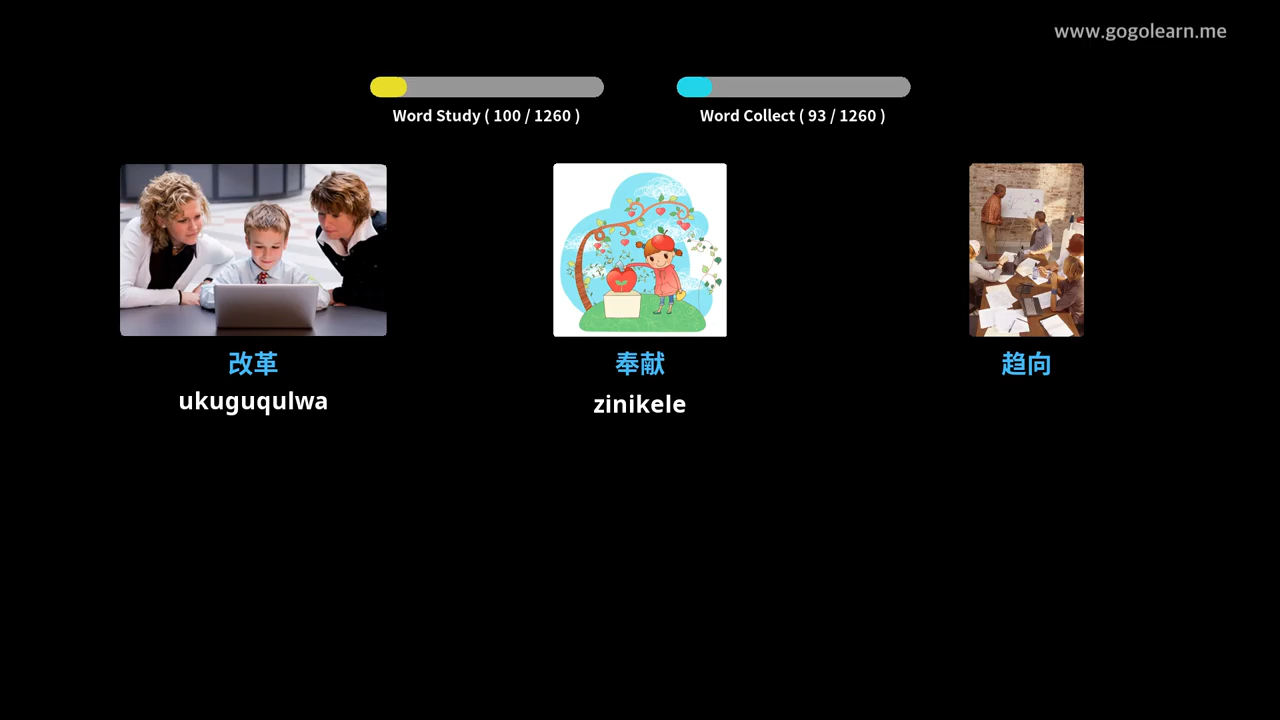 www.gogolearn.me
Word Study ( 100 / 1260 )
Word Collect ( 93 / 1260 )
改革
ukuguqulwa
奉献
zinikele
趋向